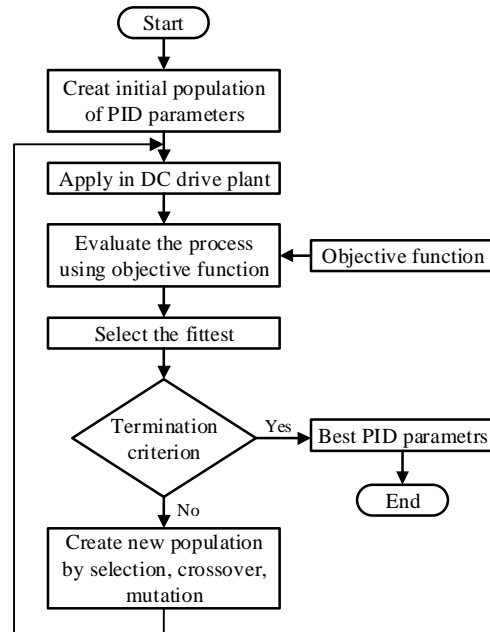 Start
Creat initial population
of PID parameters
Apply in DC drive plant
Evaluate the process
using objective function
Objective function
Select the fittest
Termination
criterion
Yes
Best PID parametrs
End
No
Create new population
by selection, crossover,
mutation